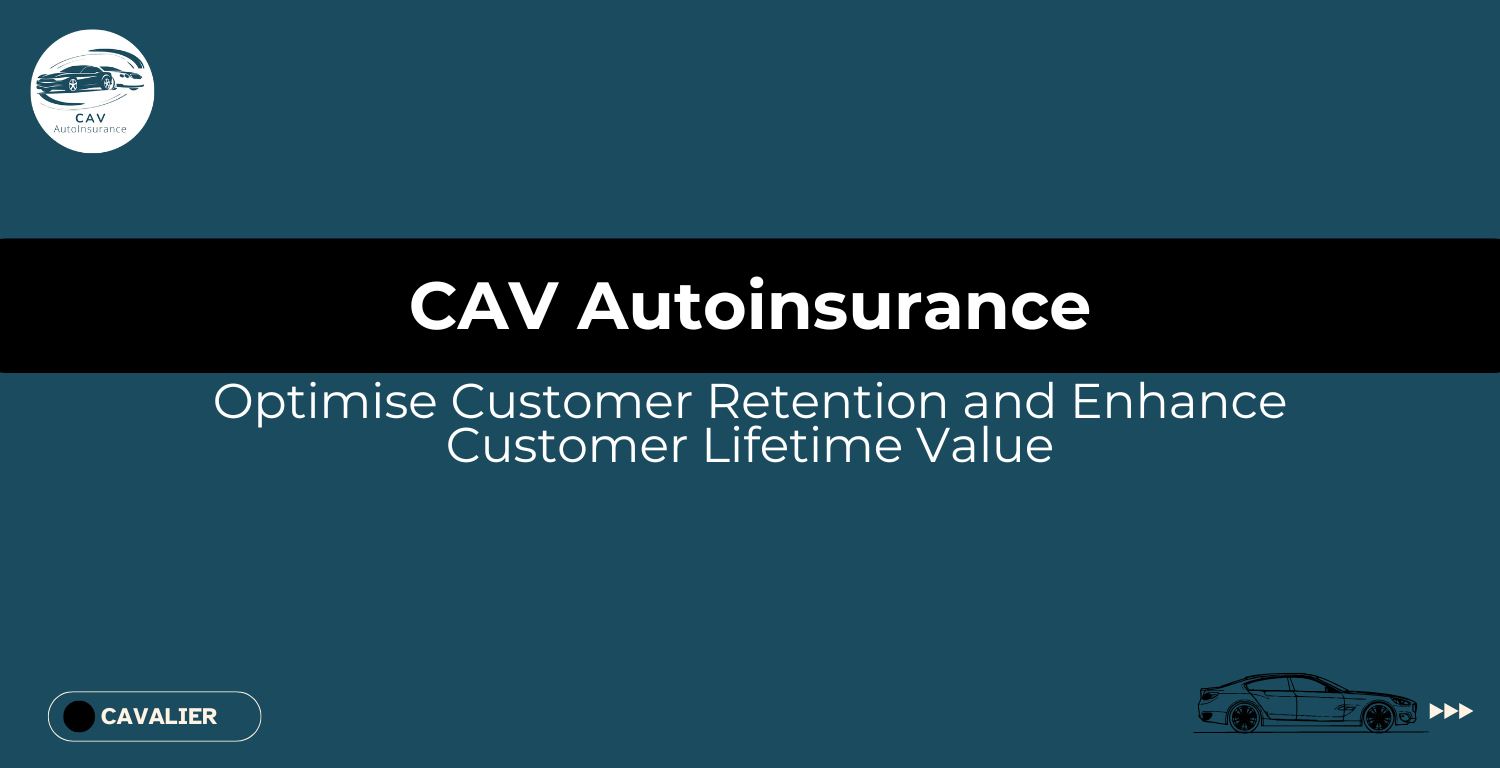 CAV
AutoInsurance
CAV Autoinsurance
Optimise Customer Retention and Enhance
Customer Lifetime Value
CAVALIER